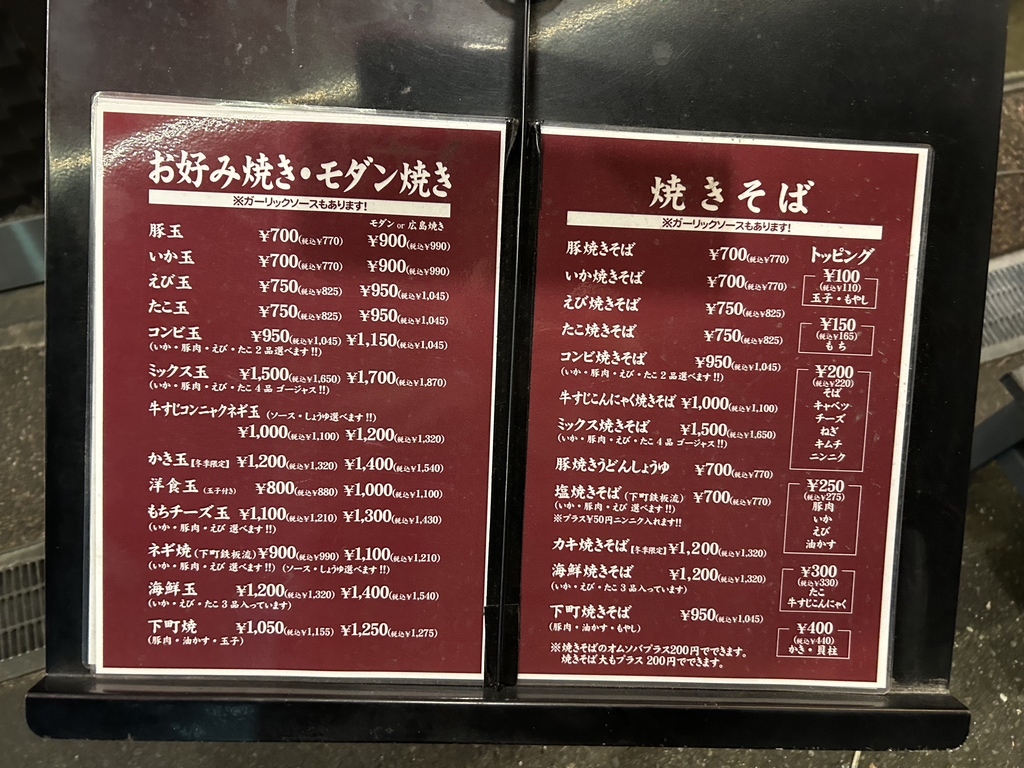 お好み焼き・モダン焼き
※ガーリックソースもあります!
モダン or 広島焼き
豚玉 ¥700(税込¥770) ¥900(税込¥990)
いか玉 ¥700(税込¥770) ¥900(税込¥990)
えび玉 ¥750(税込¥825) ¥950(税込¥1,045)
たこ玉 ¥750(税込¥825) ¥950(税込¥1,045)
コンビ玉 ¥950(税込¥1,045) ¥1,150(税込¥1,045)
(いか・豚肉・えび・たこ 2品選べます!!)
ミックス玉 ¥1,500(税込¥1,650) ¥1,700(税込¥1,870)
(いか・豚肉・えび・たこ 4品 ゴージャス!!)
牛すじコンニャクネギ玉 (ソース・しょうゆ選べます!!)
¥1,000(税込¥1,100) ¥1,200(税込¥1,320)
かき玉【冬季限定】 ¥1,200(税込¥1,320) ¥1,400(税込¥1,540)
洋食玉 (玉子付き) ¥800(税込¥880) ¥1,000(税込¥1,100)
もちチーズ玉 ¥1,100(税込¥1,210) ¥1,300(税込¥1,430)
(いか・豚肉・えび 選べます!!)
ネギ焼(下町鉄板流) ¥900(税込¥990) ¥1,100(税込¥1,210)
(いか・豚肉・えび 選べます!!) (ソース・しょうゆ選べます!!)
海鮮玉 ¥1,200(税込¥1,320) ¥1,400(税込¥1,540)
(いか・えび・たこ 3品入っています)
下町焼 ¥1,050(税込¥1,155) ¥1,250(税込¥1,275)
(豚肉・油かす・玉子)
焼きそば
※ガーリックソースもあります!
豚焼きそば ¥700(税込¥770)
いか焼きそば ¥700(税込¥770)
えび焼きそば ¥750(税込¥825)
たこ焼きそば ¥750(税込¥825)
コンビ焼きそば ¥950(税込¥1,045)
(いか・豚肉・えび・たこ 2品選べます!!)
牛すじこんにゃく焼きそば ¥1,000(税込¥1,100)
ミックス焼きそば ¥1,500(税込¥1,650)
(いか・豚肉・えび・たこ 4品 ゴージャス!!)
豚焼きうどんしょうゆ ¥700(税込¥770)
塩焼きそば(下町鉄板流) ¥700(税込¥770)
(いか・豚肉・えび 選べます!!)
※プラス¥50円ニンニク入れます!!
カキ焼きそば【冬季限定】 ¥1,200(税込¥1,320)
海鮮焼きそば ¥1,200(税込¥1,320)
(いか・えび・たこ 3品入っています)
下町焼きそば ¥950(税込¥1,045)
(豚肉・油かす・もやし)
※焼きそばのオムソバプラス200円でできます。
焼きそば大もプラス 200円でできます。
トッピング
¥100
(税込¥110)
玉子・もやし
¥150
(税込¥165)
もち
¥200
(税込¥220)
そば
キャベツ
チーズ
ねぎ
キムチ
ニンニク
¥250
(税込¥275)
豚肉
いか
えび
油かす
¥300
(税込¥330)
たこ
牛すじこんにゃく
¥400
(税込¥440)
かき・貝柱